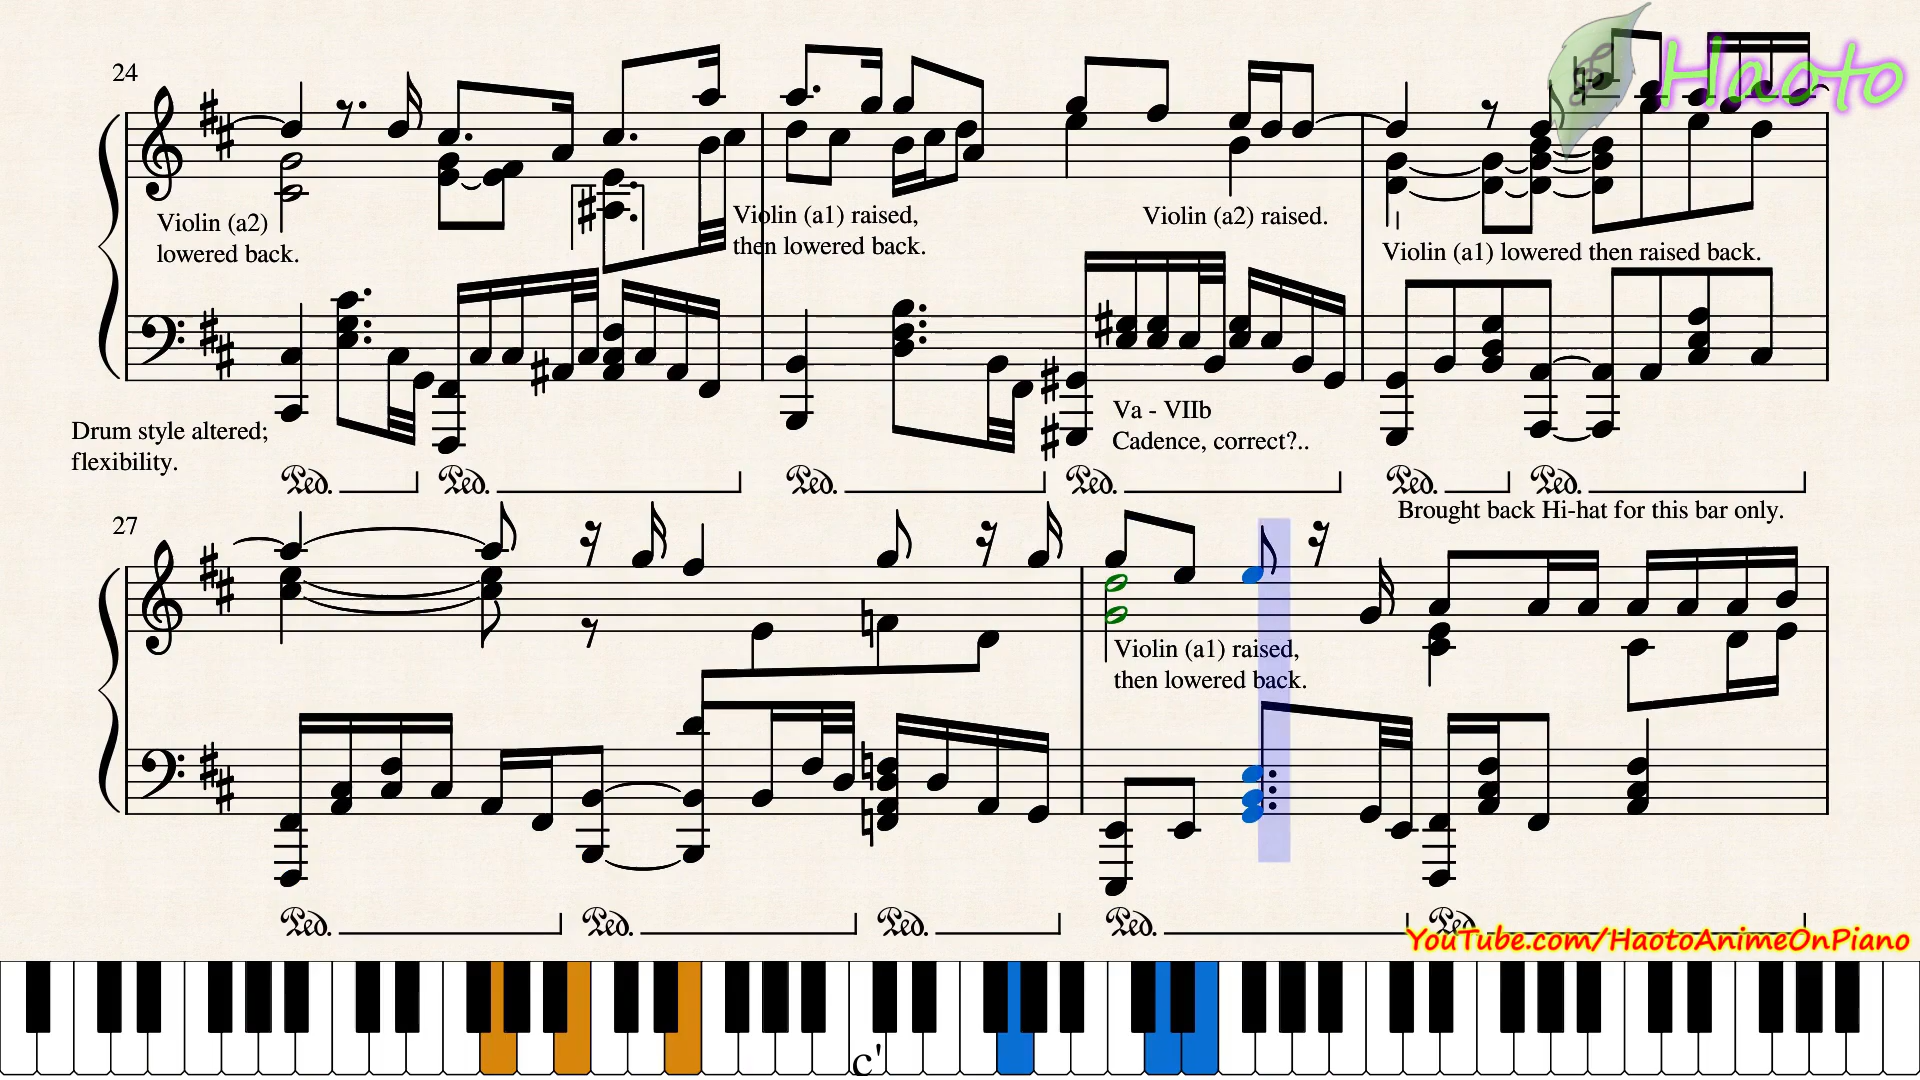 Haoto
24
Violin (a2)
lowered back.
Violin (a1) raised,
then lowered back.
Violin (a2) raised.
Violin (a1) lowered then raised back.
Va - VIIb
Cadence, correct?..
Drum style altered;
flexibility.
Ped. Ped. Ped. Ped. Ped. Ped.
Brought back Hi-hat for this bar only.
27
Violin (a1) raised,
then lowered back.
Ped. Ped. Ped. Ped. Ped.
YouTube.com/HaotoAnimeOnPiano
c'